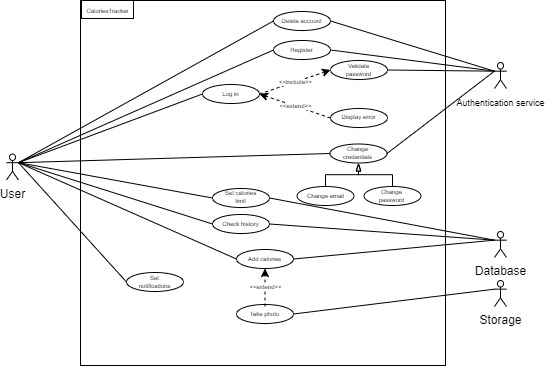 CaloriesTracker
Delete account
Register
Validate
password
<<include>>
Log in
<<extend>>
Display error
Authentication service
Change
credentials
User
Change email
Change
password
Set calories
limit
Check history
Add calories
Database
Set
notifications
<<extend>>
Take photo
Storage